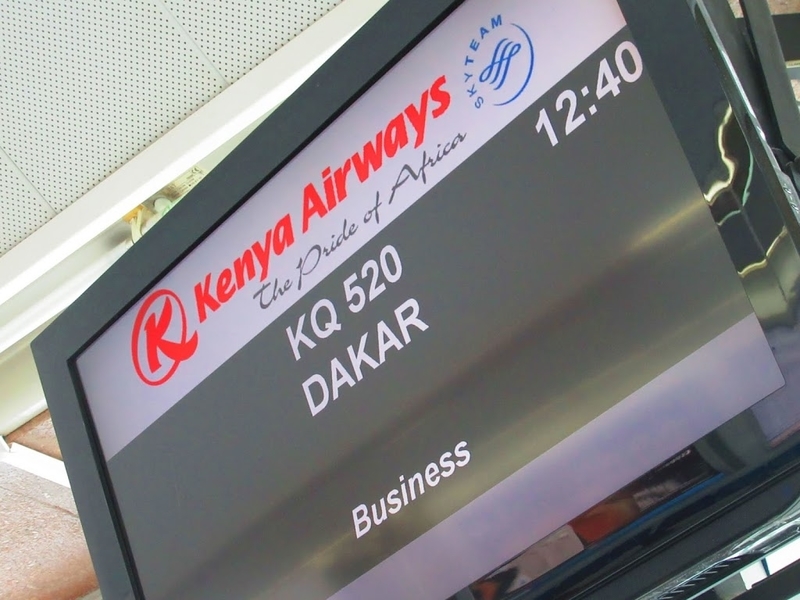 Kenya Airways
The Pride of Africa
SKYTEAM
12:40
KQ 520
DAKAR
Business